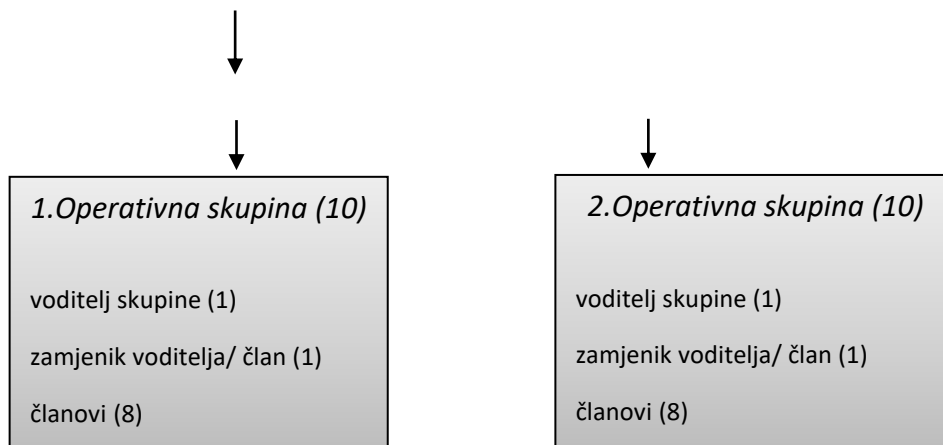 1.Operativna skupina (10)
voditelj skupine (1)
zamjenik voditelja/ član (1)
članovi (8)
2.Operativna skupina (10)
voditelj skupine (1)
zamjenik voditelja/ član (1)
članovi (8)